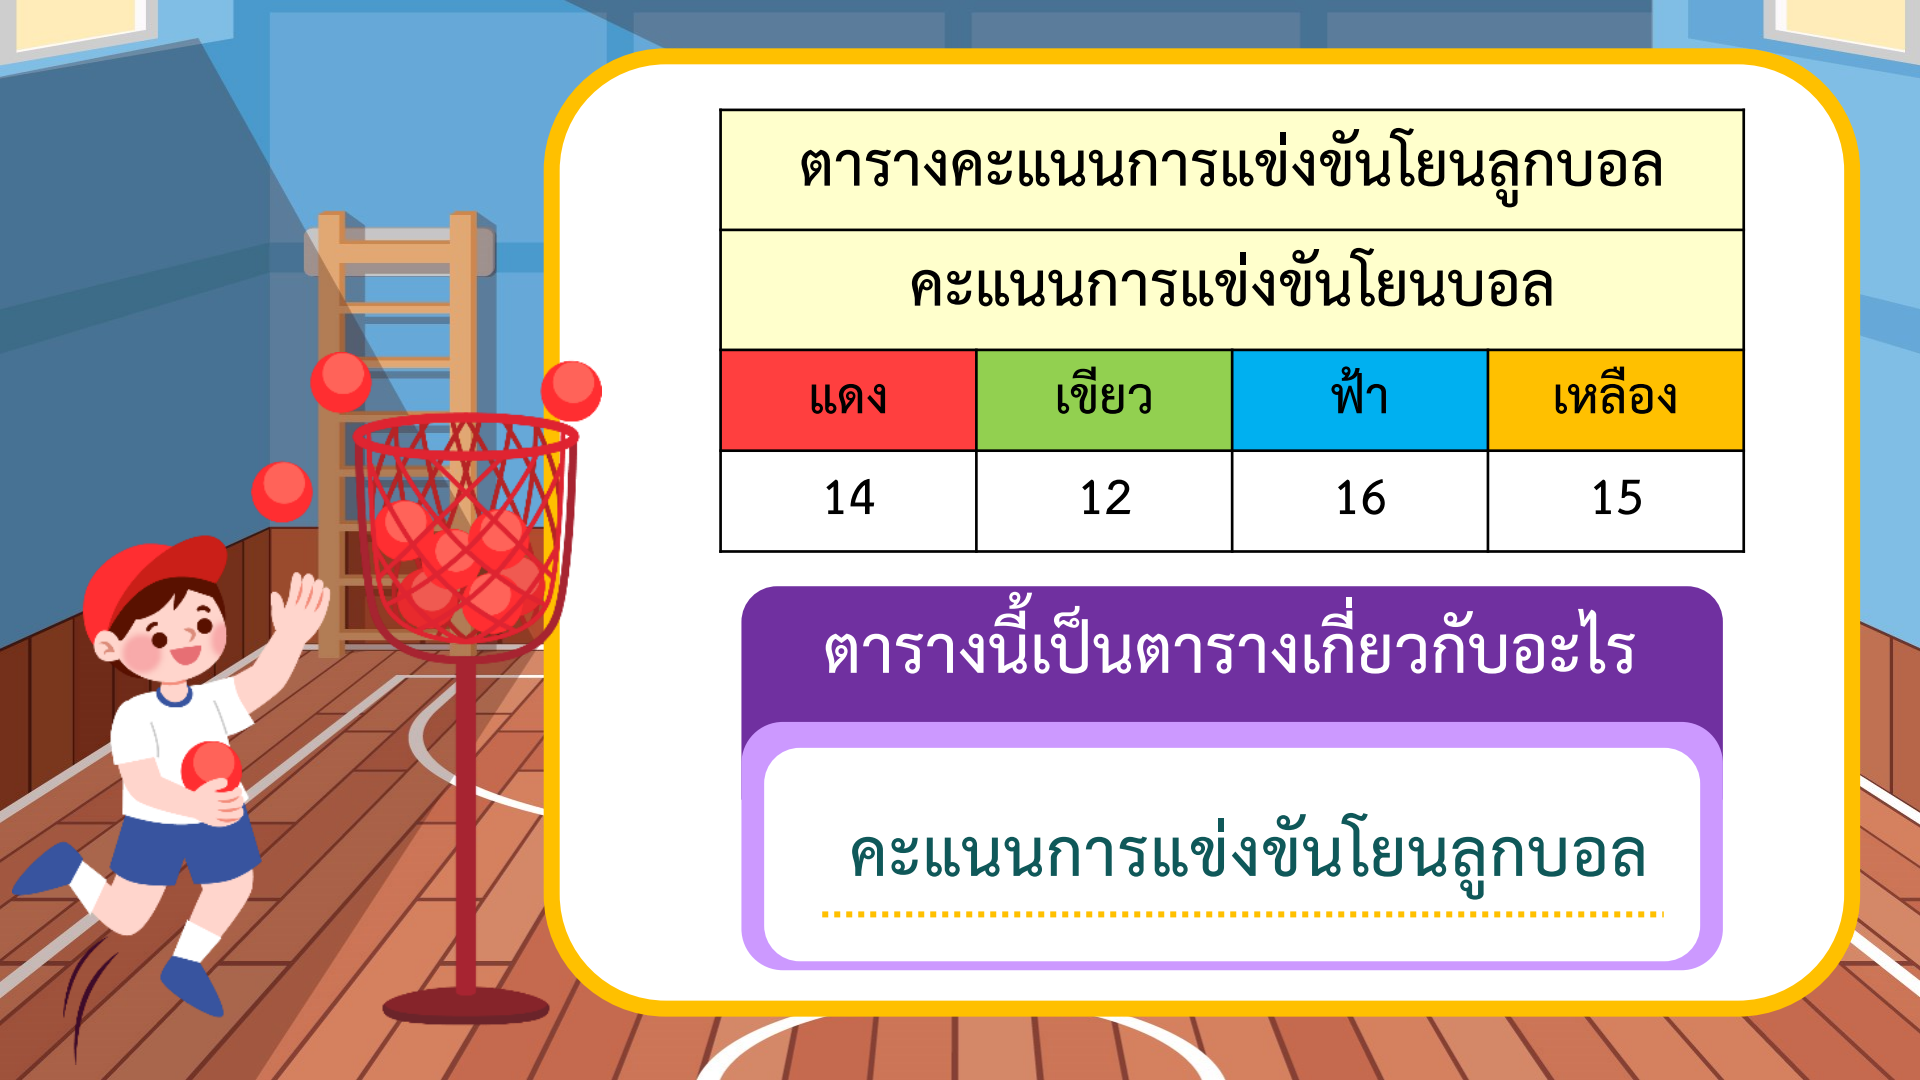 ตารางคะแนนการแข่งขันโยนลูกบอล
คะแนนการแข่งขันโยนบอล
แดง เขียว ฟ้า เหลือง
14 12 16 15
ตารางนี้เป็นตารางเกี่ยวกับอะไร
คะแนนการแข่งขันโยนลูกบอล